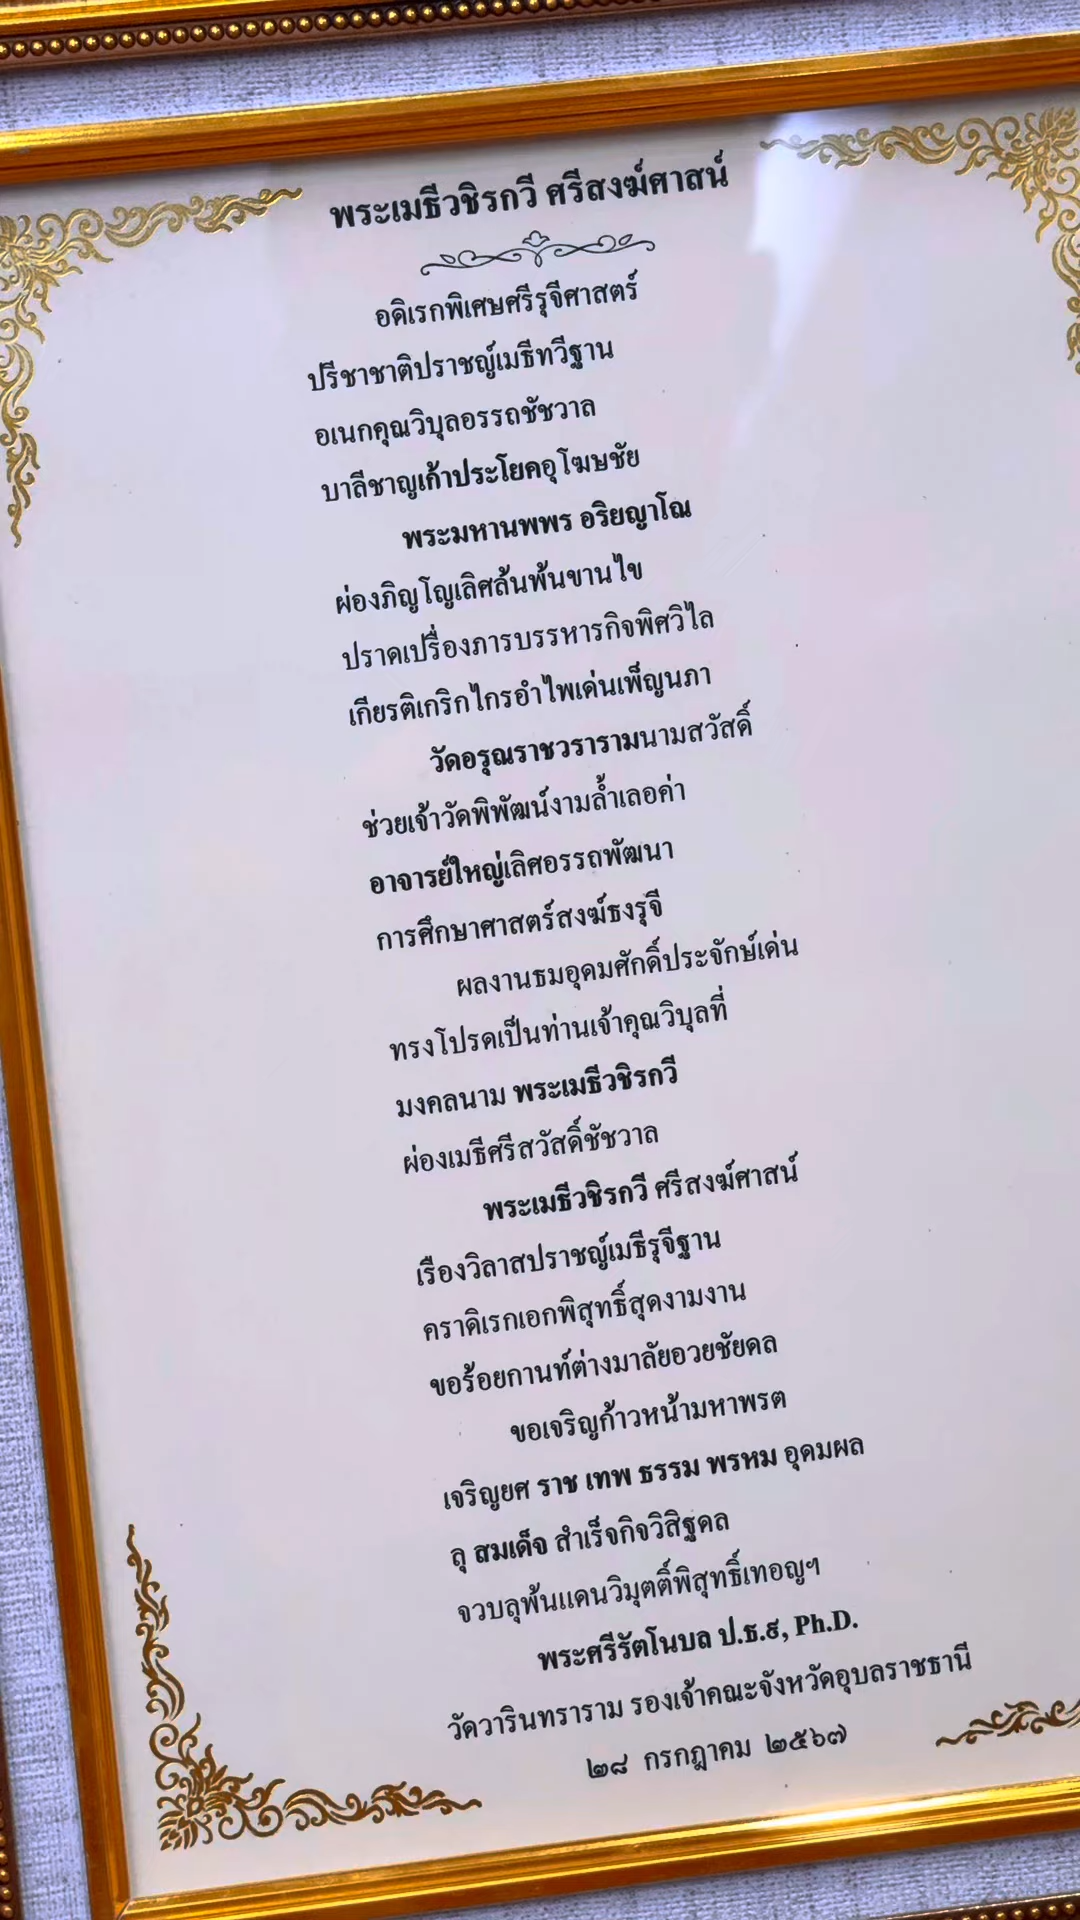 พระเมธีวชิรกวี ศรีสงฆ์ศาสน์
อดิเรกพิเศษศรีรุจีศาสตร์
ปรีชาชาติปราชญ์เมธีทวีฐาน
อเนกคุณวิบุลอรรถชัชวาล
บาลีชาญเก้าประโยคอุโฆษชัย
พระมหานพพร อริยญาโณ
ผ่องภิญโญเลิศล้นพ้นขานไข
ปราดเปรื่องภารบรรหารกิจพิศวิไล
เกียรติเกริกไกรอำไพเด่นเพ็ญนภา
วัดอรุณราชวรารามนามสวัสดิ์
ช่วยเจ้าวัดพิพัฒน์งามล้ำเลอค่า
อาจารย์ใหญ่เลิศอรรถพัฒนา
การศึกษาศาสตร์สงฆ์ธงรุจี
ผลงานธมอุดมศักดิ์ประจักษ์เด่น
ทรงโปรดเป็นท่านเจ้าคุณวิบุลที่
มงคลนาม พระเมธีวชิรกวี
ผ่องเมธีศรีสวัสดิ์ชัชวาล
พระเมธีวชิรกวี ศรีสงฆ์ศาสน์
เรืองวิลาสปราชญ์เมธีรุจีฐาน
คราดิเรกเอกพิสุทธิ์สุดงามงาน
ขอร้อยกานท์ต่างมาลัยอวยชัยดล
ขอเจริญก้าวหน้ามหาพรต
เจริญยศ ราช เทพ ธรรม พรหม อุดมผล
ลุ สมเด็จ สำเร็จกิจวิสิฐดล
จวบลุพ้นแดนวิมุตติ์พิสุทธิ์เทอญฯ
พระศรีรัตโนบล ป.ธ.๙, Ph.D.
วัดวารินทราราม รองเจ้าคณะจังหวัดอุบลราชธานี
๒๘ กรกฎาคม ๒๕๖๗